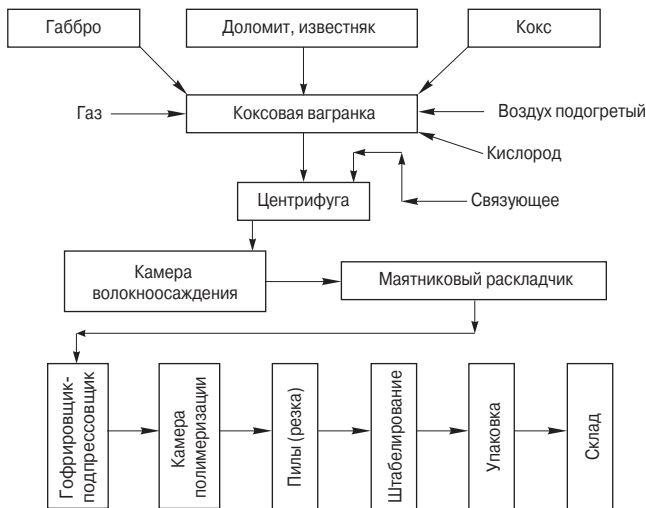 Габбро
Доломит, известняк
Кокс
Газ
Коксовая вагранка
Воздух подогретый
Кислород
Центрифуга
Связующее
Камера
волокноосаждения
Маятниковый раскладчик
Гофрировщик-
подпрессовщик
Камера
полимеризации
Пилы (резка)
Штабелирование
Упаковка
Склад